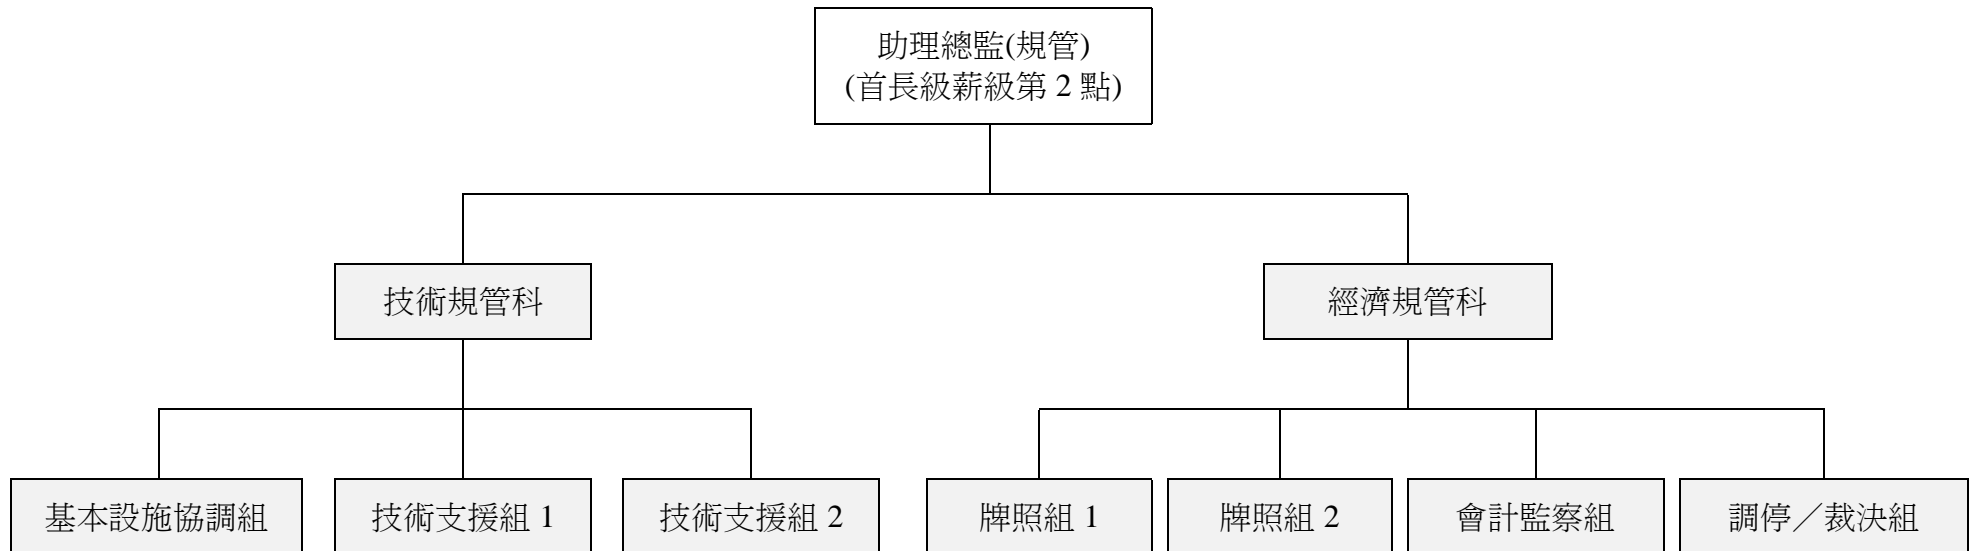 助理總監(規管)
(首長級薪級第 2 點)
技術規管科
經濟規管科
基本設施協調組
技術支援組 1
技術支援組 2
牌照組 1
牌照組 2
會計監察組
調停／裁決組